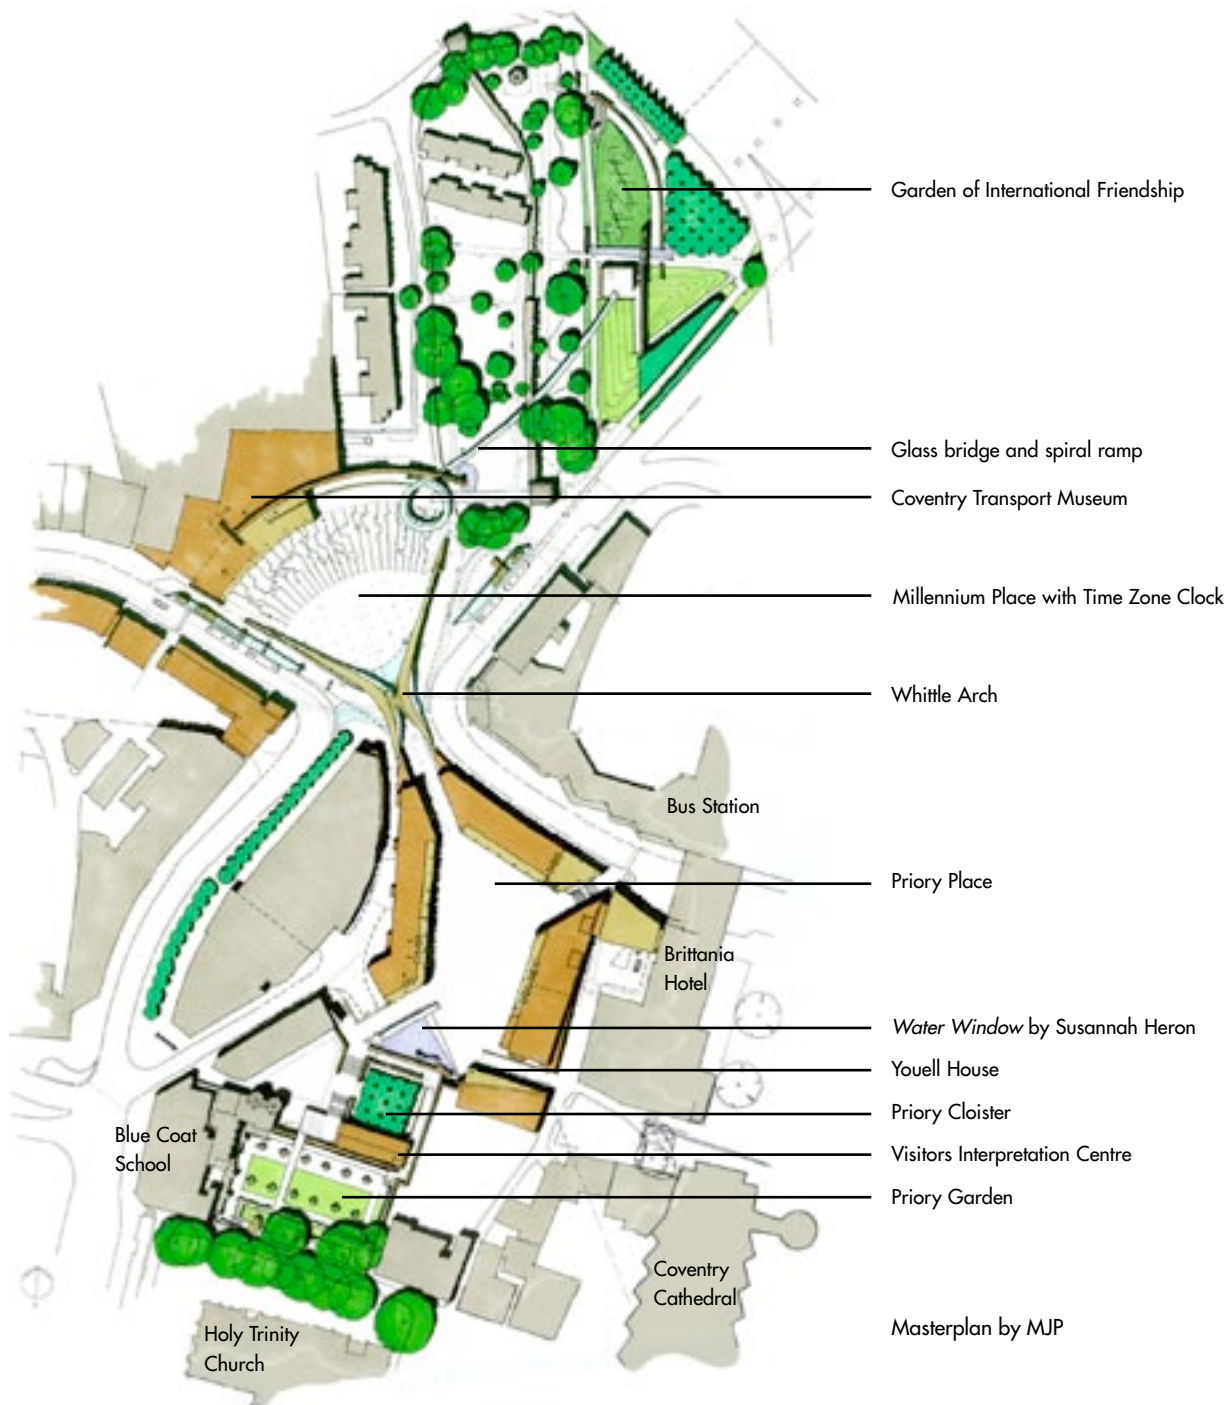 Garden of International Friendship
Glass bridge and spiral ramp
Coventry Transport Museum
Millennium Place with Time Zone Clock
Whittle Arch
Bus Station
Priory Place
Brittania
Hotel
Water Window by Susannah Heron
Youell House
Priory Cloister
Blue Coat
School
Visitors Interpretation Centre
Priory Garden
Coventry
Cathedral
Holy Trinity
Church
Masterplan by MJP